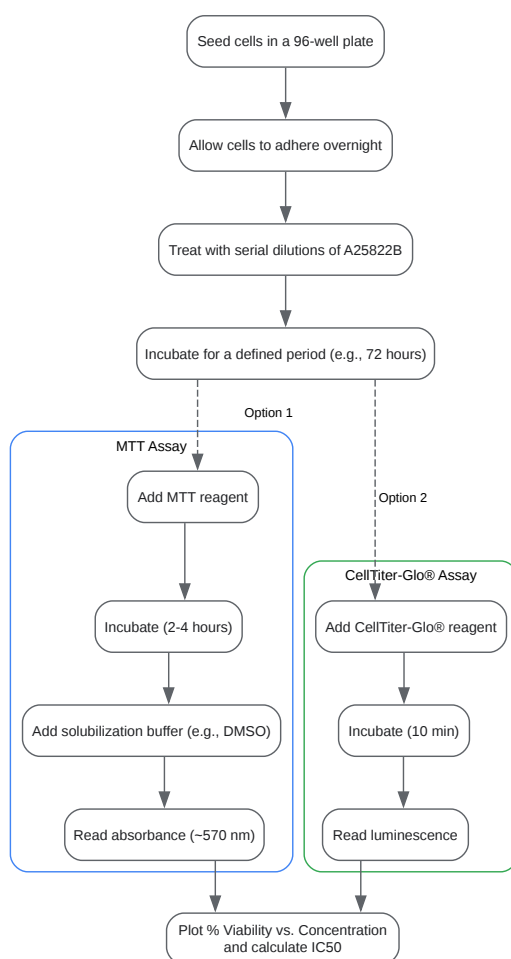 Seed cells in a 96-well plate
Allow cells to adhere overnight
Treat with serial dilutions of A25822B
Incubate for a defined period (e.g., 72 hours)
Option 1
MTT Assay
Add MTT reagent
Incubate (2-4 hours)
Add solubilization buffer (e.g., DMSO)
Read absorbance (~570 nm)
Option 2
CellTiter-Glo® Assay
Add CellTiter-Glo® reagent
Incubate (10 min)
Read luminescence
Plot % Viability vs. Concentration
and calculate IC50